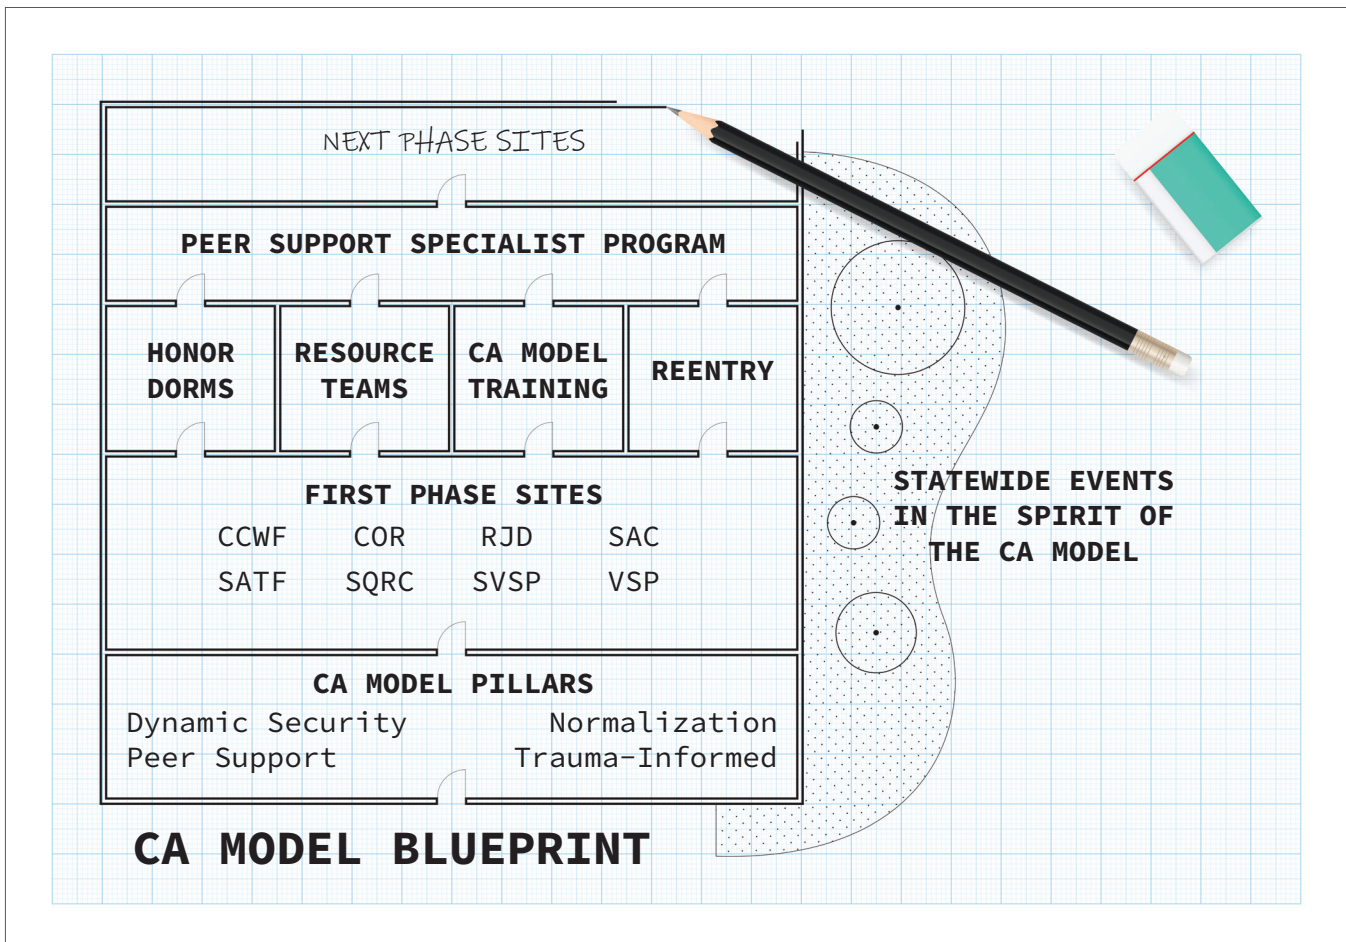 NEXT PHASE SITES
PEER SUPPORT SPECIALIST PROGRAM
HONOR
DORMS
RESOURCE
TEAMS
CA MODEL
TRAINING
REENTRY
FIRST PHASE SITES
CCWF COR RJD SAC
SATF SQRC SVSP VSP
CA MODEL PILLARS
Dynamic Security Normalization
Peer Support Trauma-Informed
STATEWIDE EVENTS
IN THE SPIRIT OF
THE CA MODEL
CA MODEL BLUEPRINT